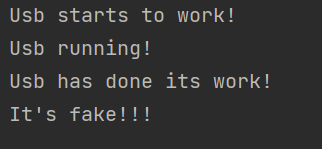 Usb starts to work!
Usb running!
Usb has done its work!
It's fake!!!